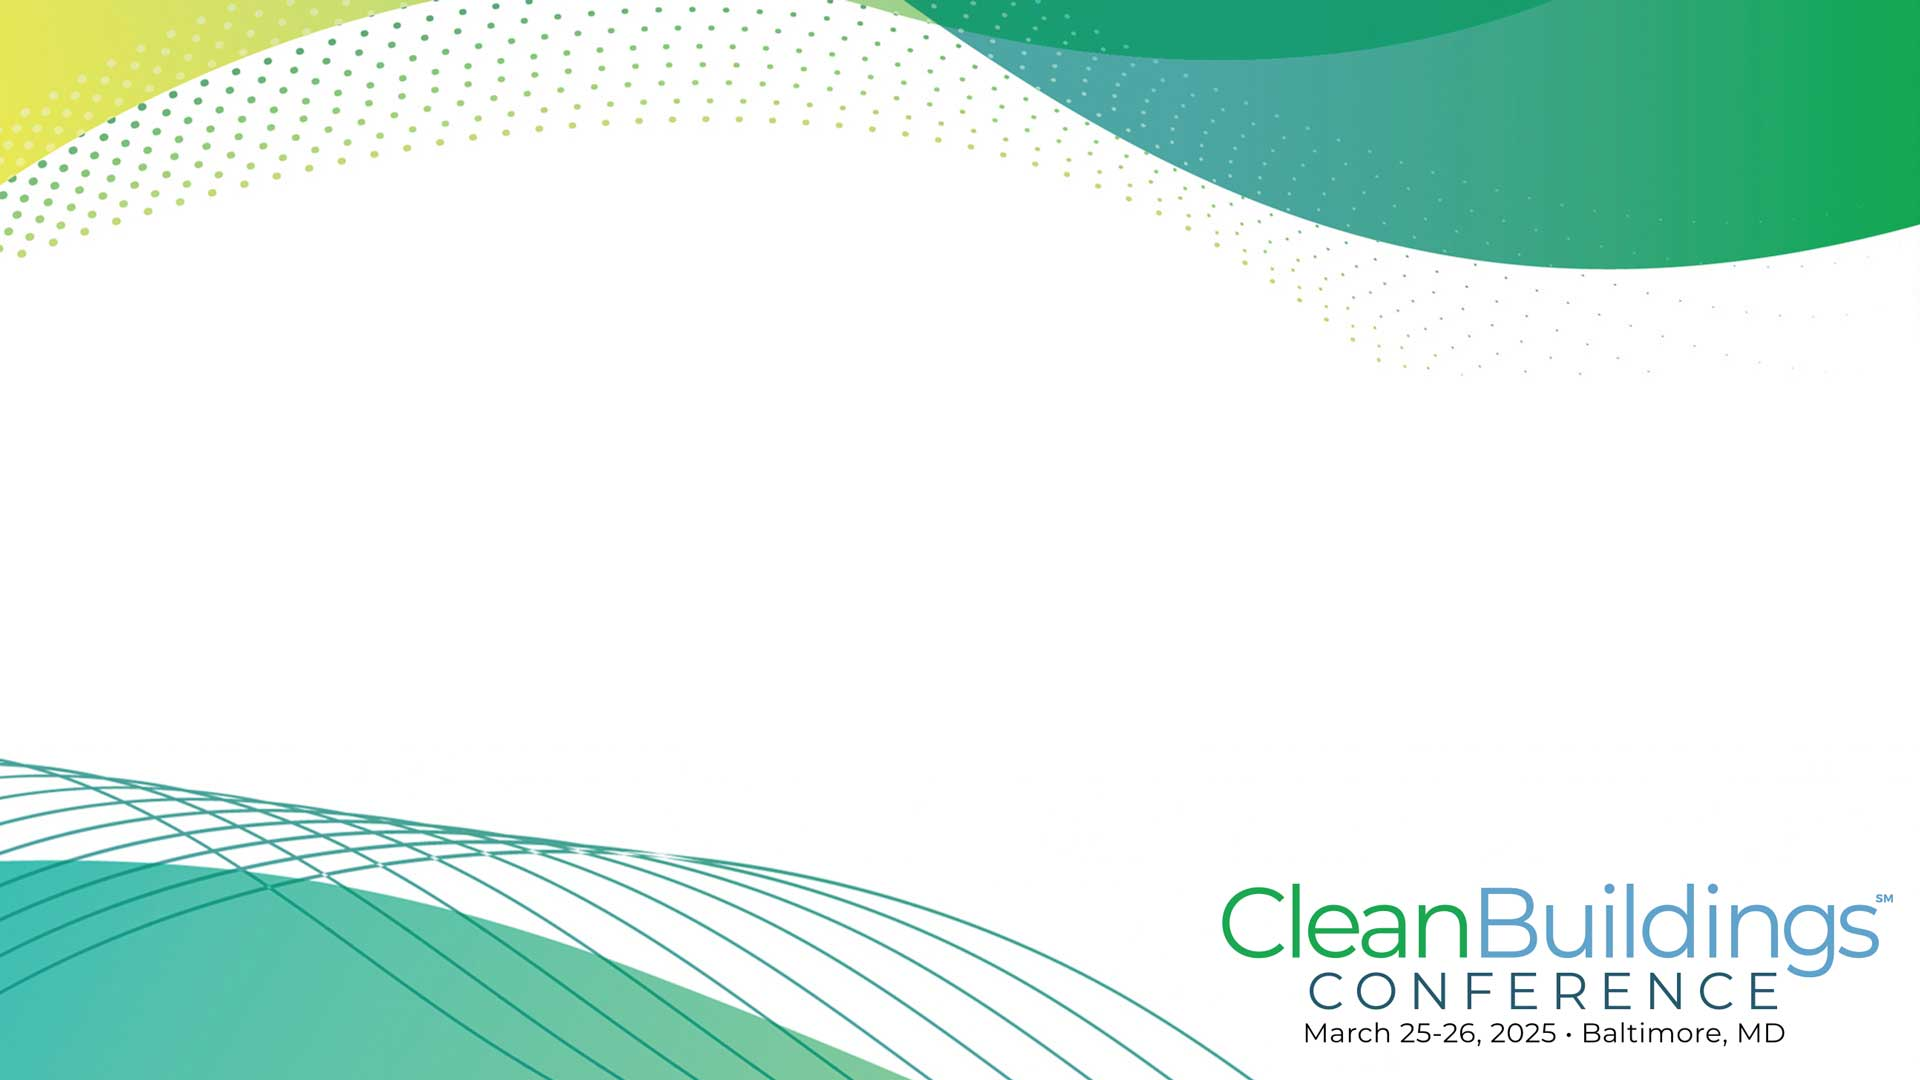 CleanBuildings℠
CONFERENCE
March 25-26, 2025 • Baltimore, MD